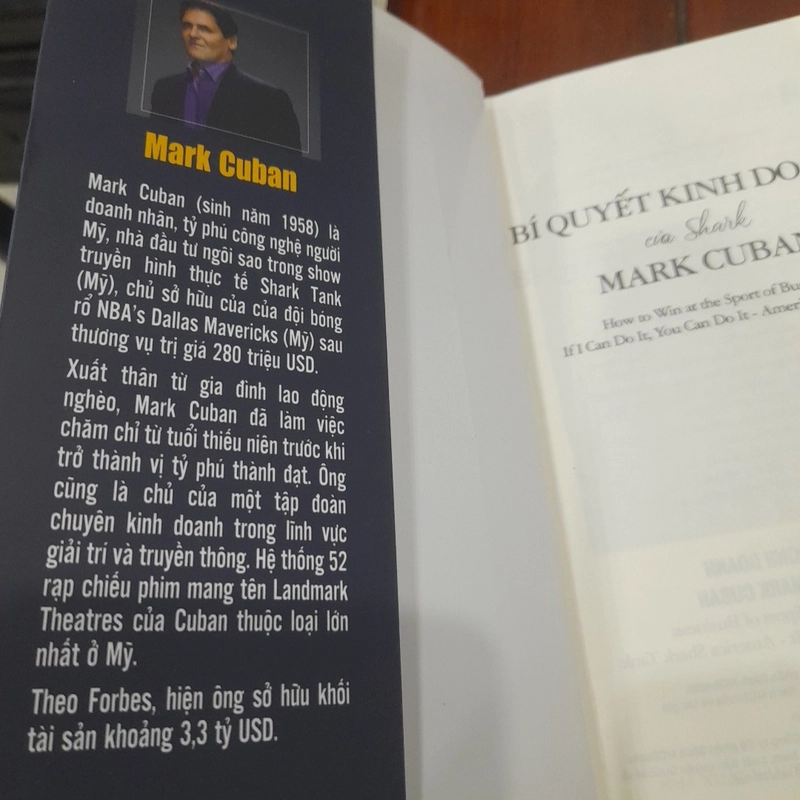 Mark Cuban
Mark Cuban (sinh năm 1958) là
doanh nhân, tỷ phú công nghệ người
Mỹ, nhà đầu tư ngôi sao trong show
truyền hình thực tế Shark Tank
(Mỹ), chủ sở hữu của của đội bóng
rổ NBA's Dallas Mavericks (Mỹ) sau
thương vụ trị giá 280 triệu USD.
Xuất thân từ gia đình lao động
nghèo, Mark Cuban đã làm việc
chăm chỉ từ tuổi thiếu niên trước khi
trở thành vị tỷ phú thành đạt. Ông
cũng là chủ của một tập đoàn
chuyên kinh doanh trong lĩnh vực
giải trí và truyền thông. Hệ thống 52
rạp chiếu phim mang tên Landmark
Theatres của Cuban thuộc loại lớn
nhất ở Mỹ.
Theo Forbes, hiện ông sở hữu khối
tài sản khoảng 3,3 tỷ USD.
BÍ QUYẾT KINH DO
của Shark
MARK CUBAN
How to Win at the Sport of Bu
If I Can Do It, You Can Do It - Amer